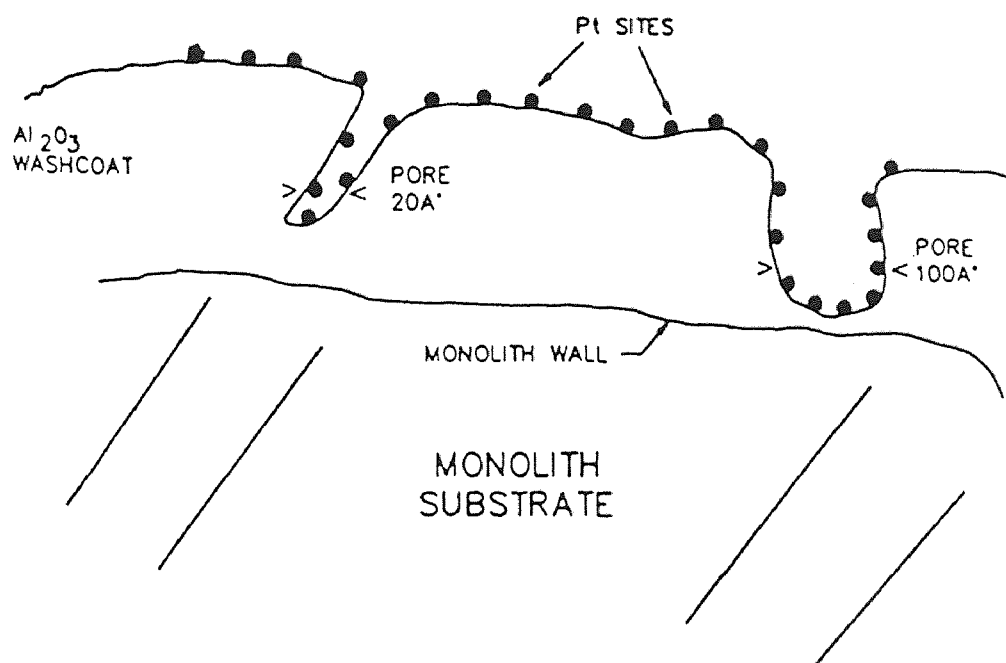 Pt SITES
Al2O3
WASHCOAT
> < PORE
20A°
> < PORE
100A°
MONOLITH WALL
MONOLITH
SUBSTRATE